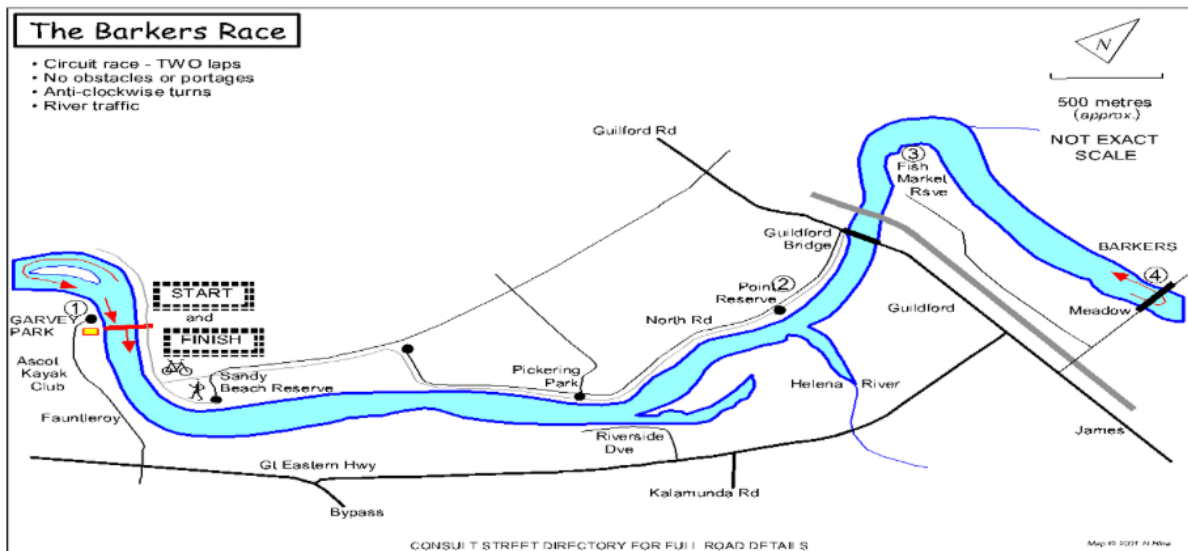 The Barkers Race
• Circuit race - TWO laps
• No obstacles or portages
• Anti-clockwise turns
• River traffic
N
500 metres
(approx.)
NOT EXACT
SCALE
Guilford Rd
3
Fish
Market
Rsve
Guildford
Bridge
BARKERS
4
Meadow
2
Point
Reserve
Guildford
North Rd
START
and
FINISH
1
GARVEY
PARK
Ascot
Kayak
Club
Sandy
Beach Reserve
Pickering
Park
Helena River
Fauntleroy
Riverside
Dve
James
Gt Eastern Hwy
Kalamunda Rd
Bypass
CONSULT STREET DIRECTORY FOR FULL ROAD DETAILS
Map © 2001